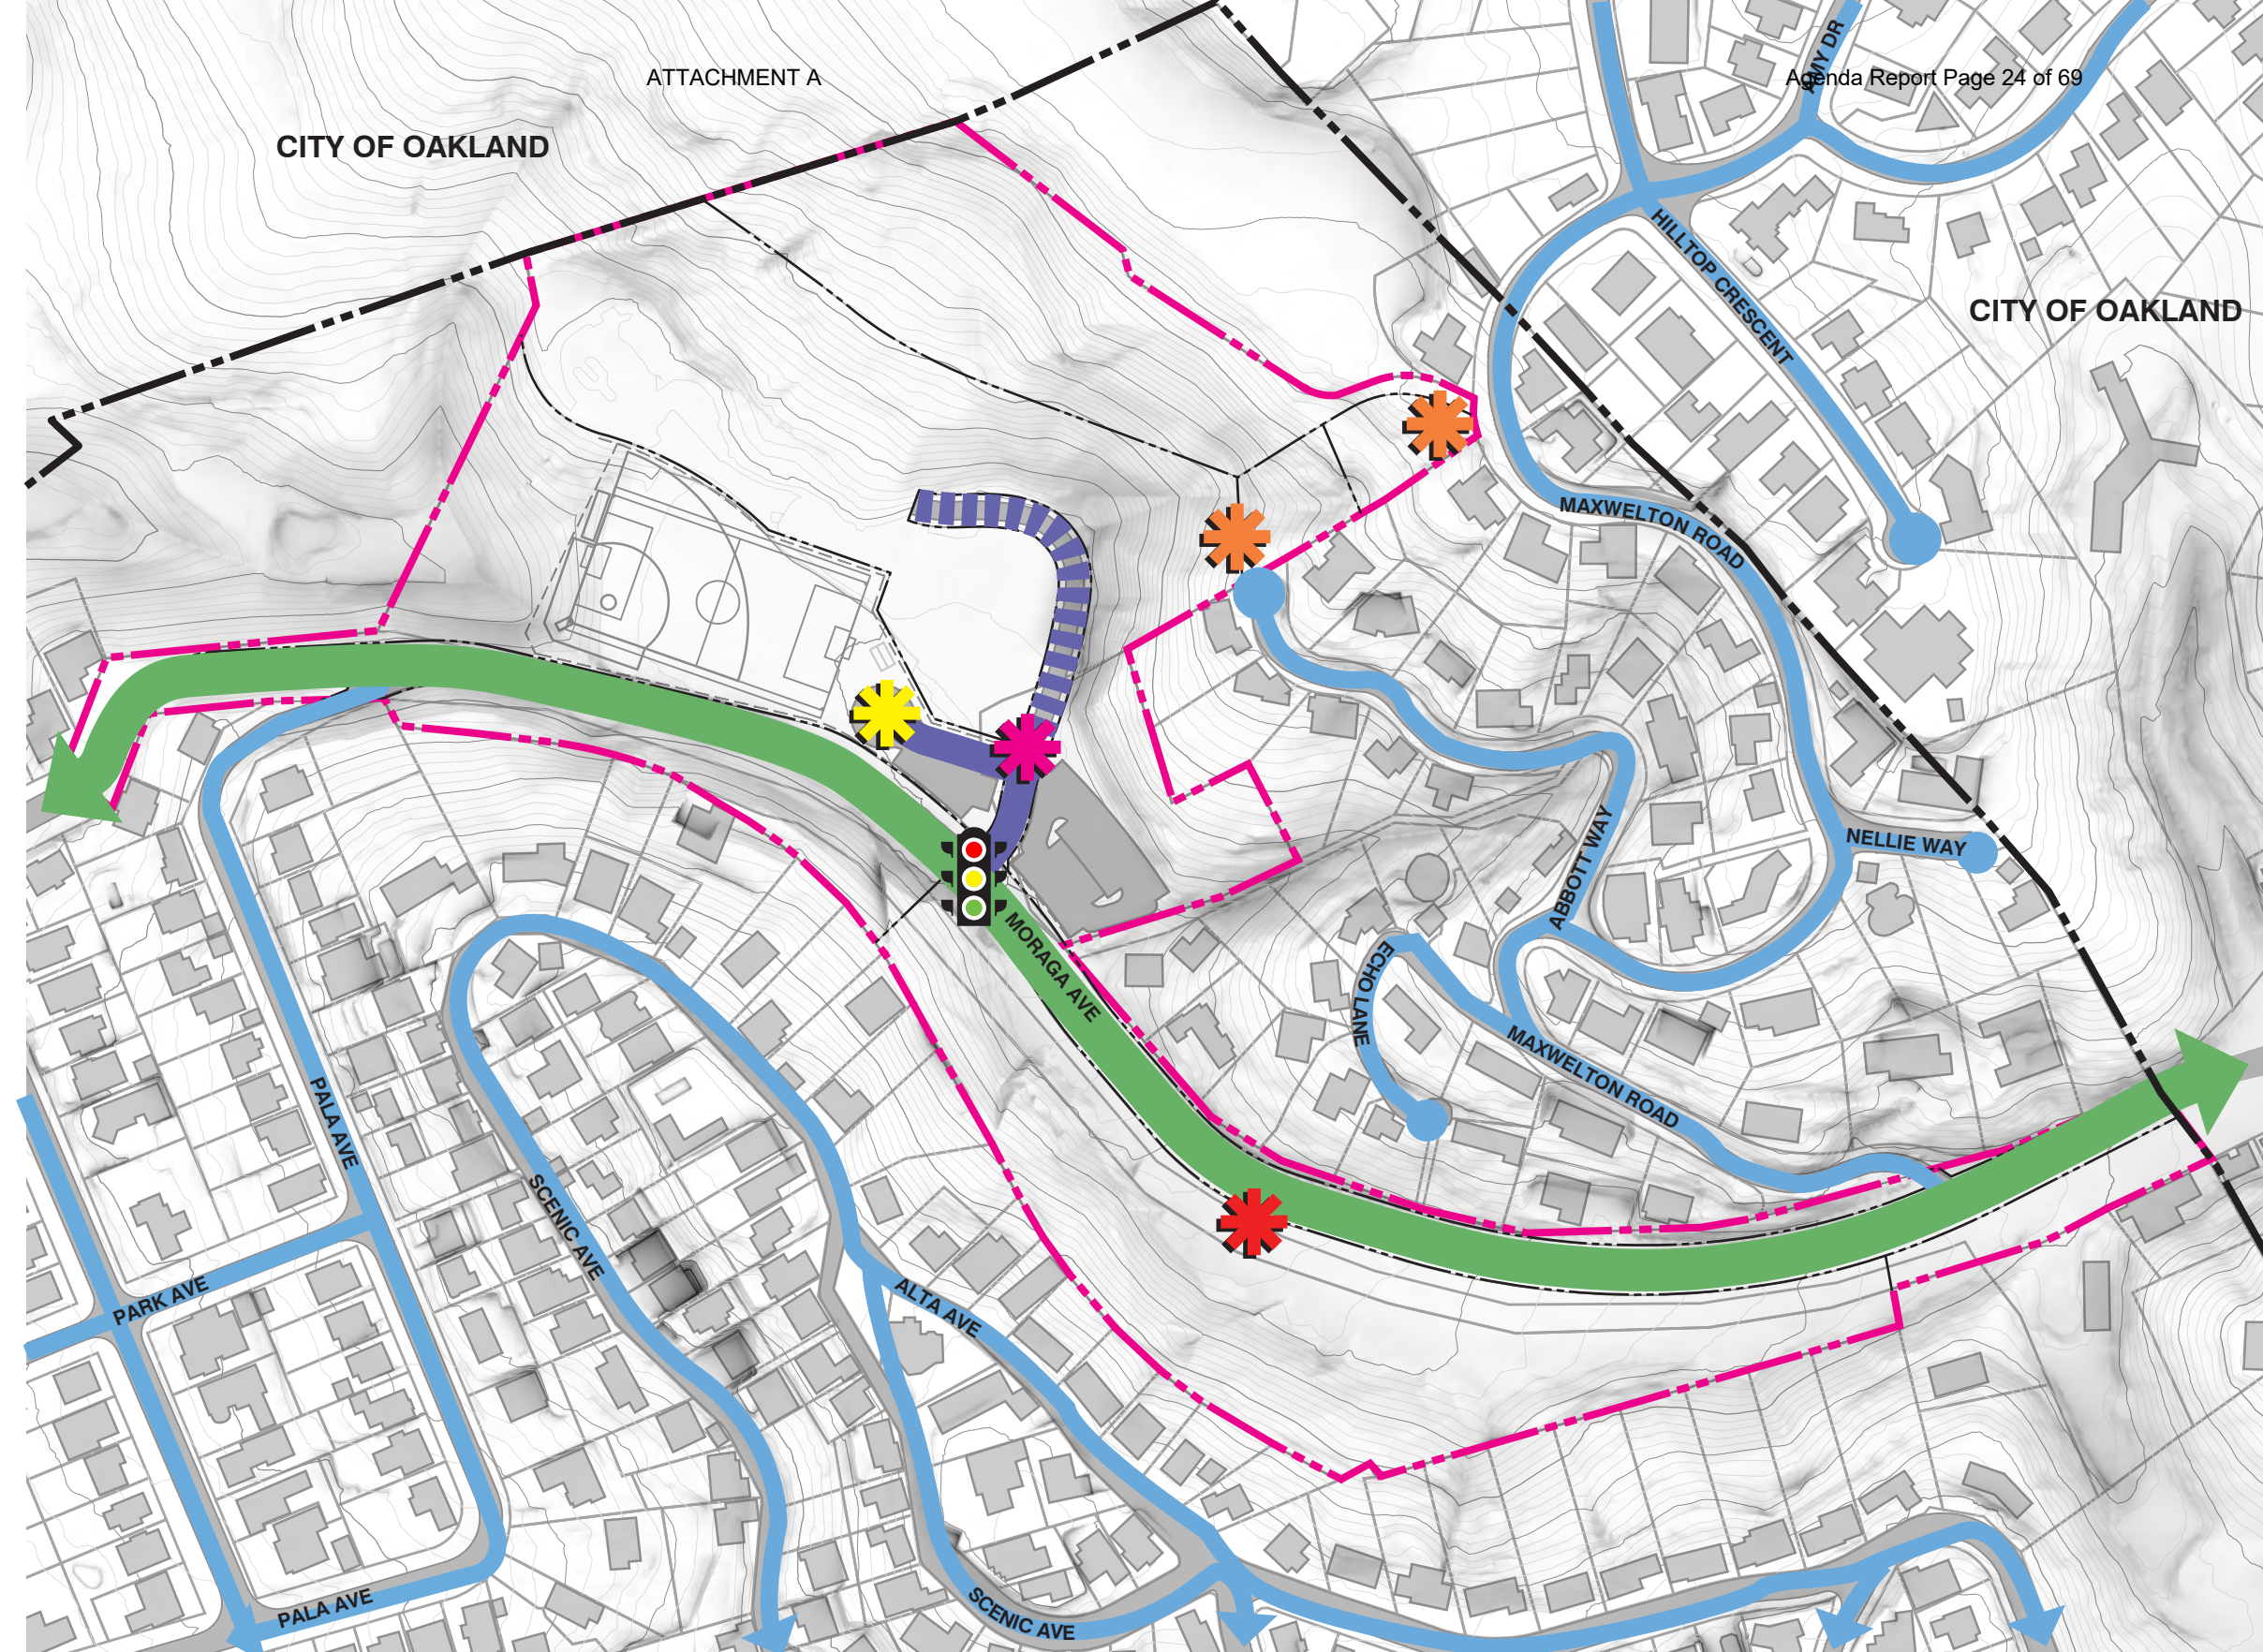 ATTACHMENT A
Agenda Report Page 24 of 69
AMY DR
CITY OF OAKLAND
HILLTOP CRESCENT
CITY OF OAKLAND
MAXWELTON ROAD
NELLIE WAY
ABBOTT WAY
MORAGA AVE
ECHO LANE
MAXWELTON ROAD
PALA AVE
SCENIC AVE
PARK AVE
ALTA AVE
PALA AVE
SCENIC AVE